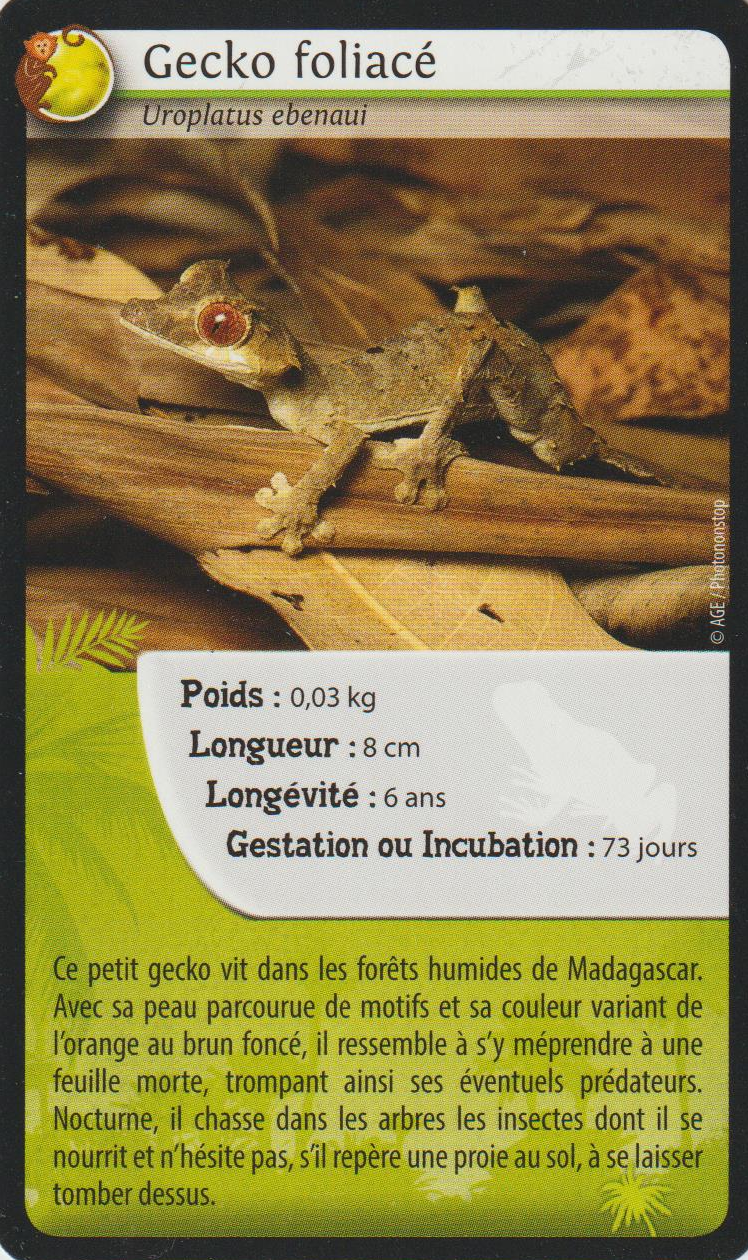 Gecko foliacé
Uroplatus ebenaui
© AGE / Photononstop
Poids : 0,03 kg
Longueur : 8 cm
Longévité : 6 ans
Gestation ou Incubation : 73 jours
Ce petit gecko vit dans les forêts humides de Madagascar.
Avec sa peau parcourue de motifs et sa couleur variant de
l'orange au brun foncé, il ressemble à s'y méprendre à une
feuille morte, trompant ainsi ses éventuels prédateurs.
Nocturne, il chasse dans les arbres les insectes dont il se
nourrit et n'hésite pas, s'il repère une proie au sol, à se laisser
tomber dessus.